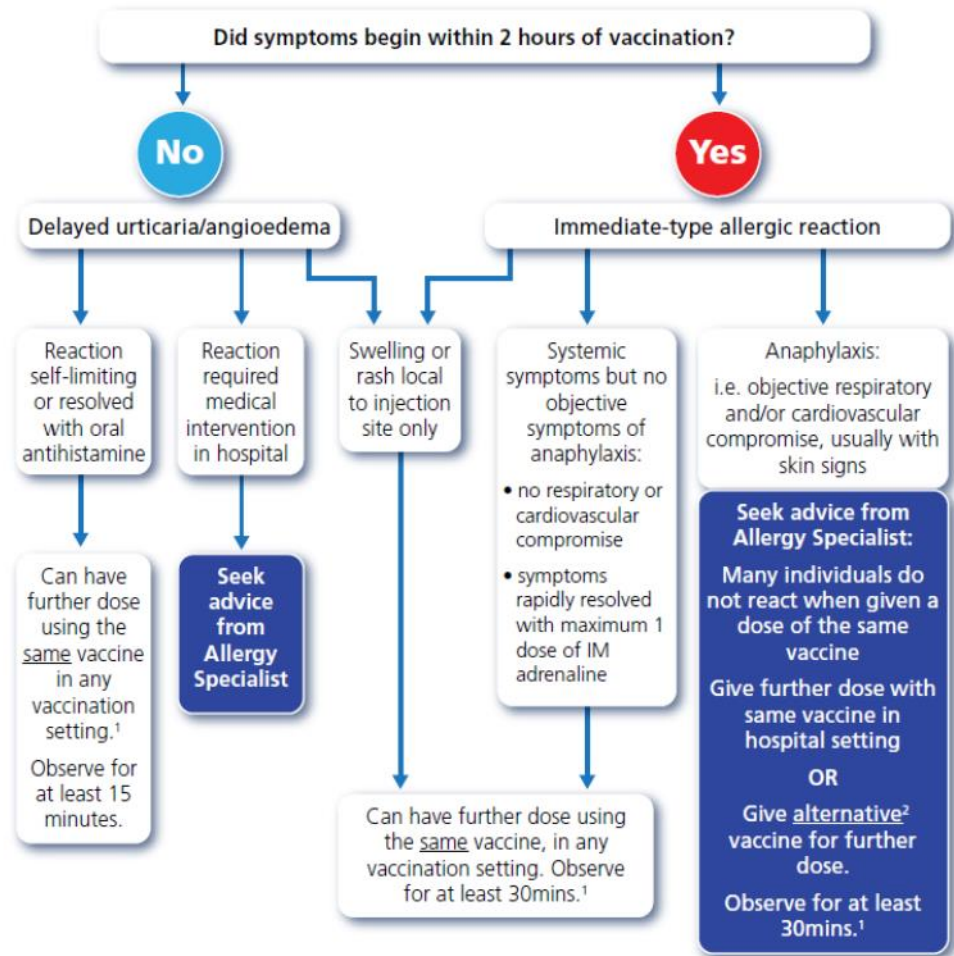 Did symptoms begin within 2 hours of vaccination?
No
Yes
Delayed urticaria/angioedema
Immediate-type allergic reaction
Reaction
self-limiting
or resolved
with oral
antihistamine
Reaction
required
medical
intervention
in hospital
Swelling or
rash local
to injection
site only
Systemic
symptoms but no
objective
symptoms of
anaphylaxis:
• no respiratory or
cardiovascular
compromise
• symptoms
rapidly resolved
with maximum 1
dose of IM
adrenaline
Anaphylaxis:
i.e. objective respiratory
and/or cardiovascular
compromise, usually with
skin signs
Can have
further dose
using the
same vaccine
in any
vaccination
setting.¹
Observe for
at least 15
minutes.
Seek
advice
from
Allergy
Specialist
Can have further dose using
the same vaccine, in any
vaccination setting. Observe
for at least 30mins.¹
Seek advice from
Allergy Specialist:
Many individuals do
not react when given a
dose of the same
vaccine
Give further dose with
same vaccine in
hospital setting
OR
Give alternative²
vaccine for further
dose.
Observe for at least
30mins.¹